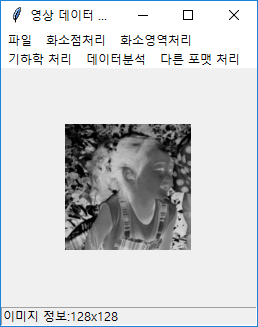 영상 데이터 ...
파일 화소점처리 화소영역처리
기하학 처리 데이터분석 다른 포맷 처리
이미지 정보:128x128